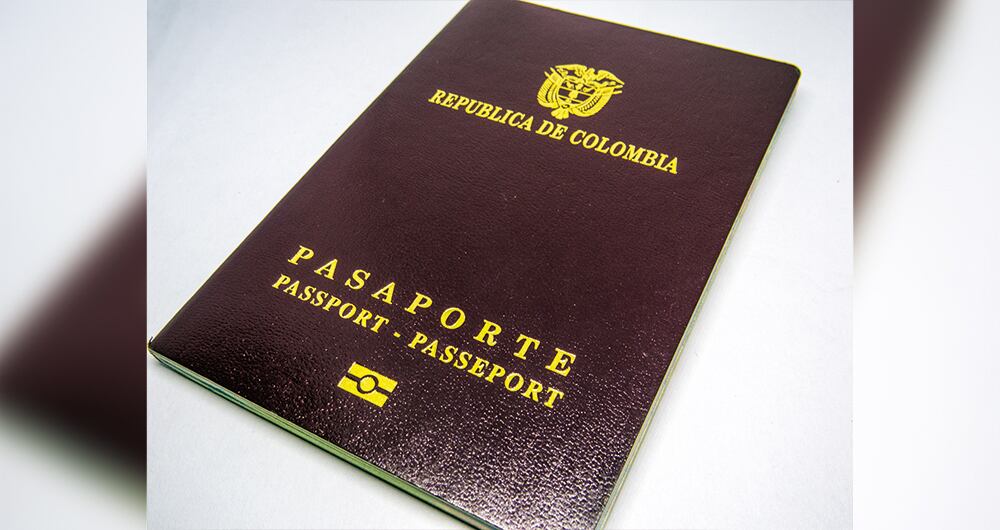 REPUBLICA DE COLOMBIA
PASAPORTE
PASSPORT - PASSEPORT